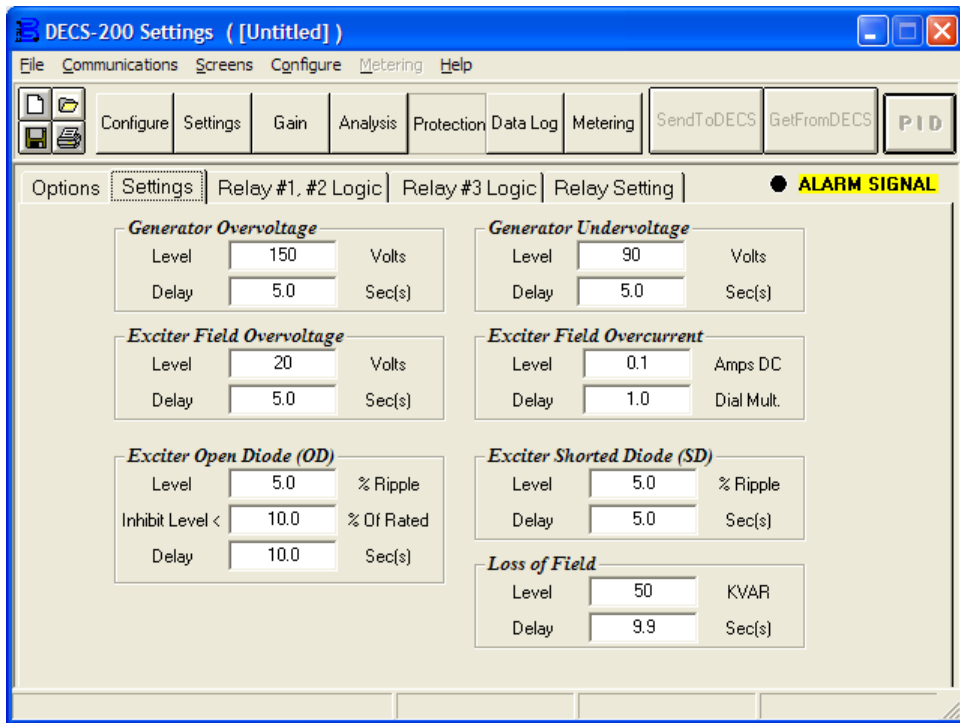 DECS-200 Settings ( [Untitled] )
File Communications Screens Configure Metering Help
Configure Settings Gain Analysis Protection Data Log Metering SendToDECS GetFromDECS PID
Options Settings Relay #1, #2 Logic Relay #3 Logic Relay Setting ALARM SIGNAL
Generator Overvoltage
Level 150 Volts
Delay 5.0 Sec(s)
Generator Undervoltage
Level 90 Volts
Delay 5.0 Sec(s)
Exciter Field Overvoltage
Level 20 Volts
Delay 5.0 Sec(s)
Exciter Field Overcurrent
Level 0.1 Amps DC
Delay 1.0 Dial Mult.
Exciter Open Diode (OD)
Level 5.0 % Ripple
Inhibit Level < 10.0 % Of Rated
Delay 10.0 Sec(s)
Exciter Shorted Diode (SD)
Level 5.0 % Ripple
Delay 5.0 Sec(s)
Loss of Field
Level 50 KVAR
Delay 9.9 Sec(s)